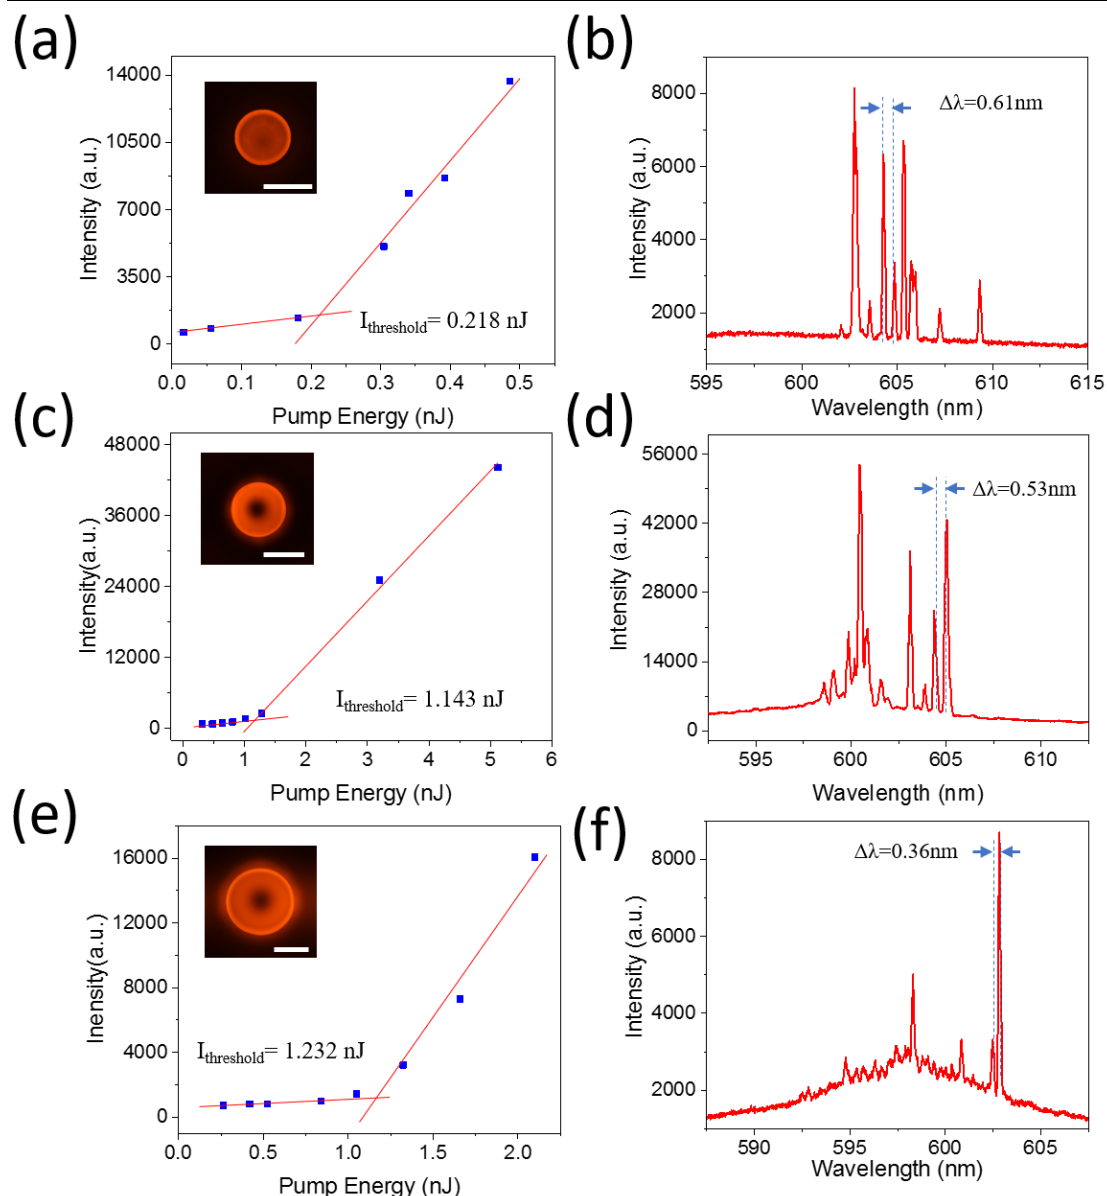 (a)
14000
10500
7000
3500
0
Intensity (a.u.)
I_threshold= 0.218 nJ
0.0 0.1 0.2 0.3 0.4 0.5
Pump Energy (nJ)
(b)
8000
6000
4000
2000
Intensity (a.u.)
Δλ=0.61nm
595 600 605 610 615
Wavelength (nm)
(c)
48000
36000
24000
12000
0
Intensity(a.u.)
I_threshold= 1.143 nJ
0 1 2 3 4 5 6
Pump Energy (nJ)
(d)
56000
42000
28000
14000
0
Intensity (a.u.)
Δλ=0.53nm
595 600 605 610
Wavelength (nm)
(e)
16000
12000
8000
4000
0
Inensity(a.u.)
I_threshold= 1.232 nJ
0.0 0.5 1.0 1.5 2.0
Pump Energy (nJ)
(f)
8000
6000
4000
2000
Intensity (a.u.)
Δλ=0.36nm
590 595 600 605
Wavelength (nm)